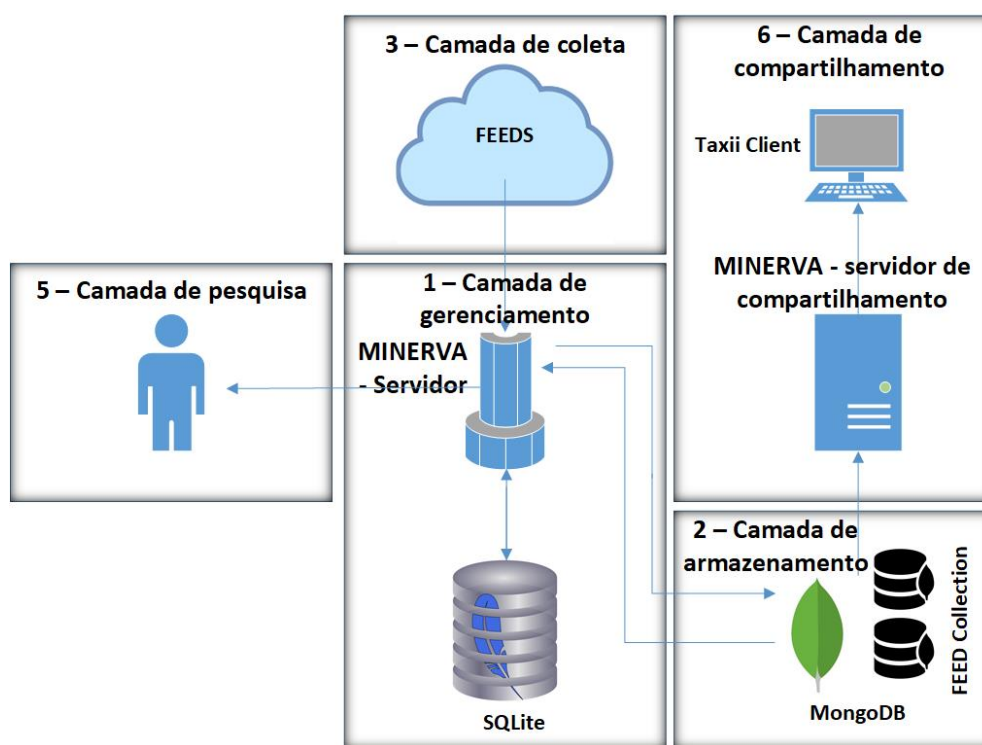 3 – Camada de coleta
FEEDS
6 – Camada de
compartilhamento
Taxii Client
MINERVA - servidor de
compartilhamento
5 – Camada de pesquisa
1 – Camada de
gerenciamento
MINERVA
- Servidor
SQLite
2 – Camada de
armazenamento
FEED Collection
MongoDB